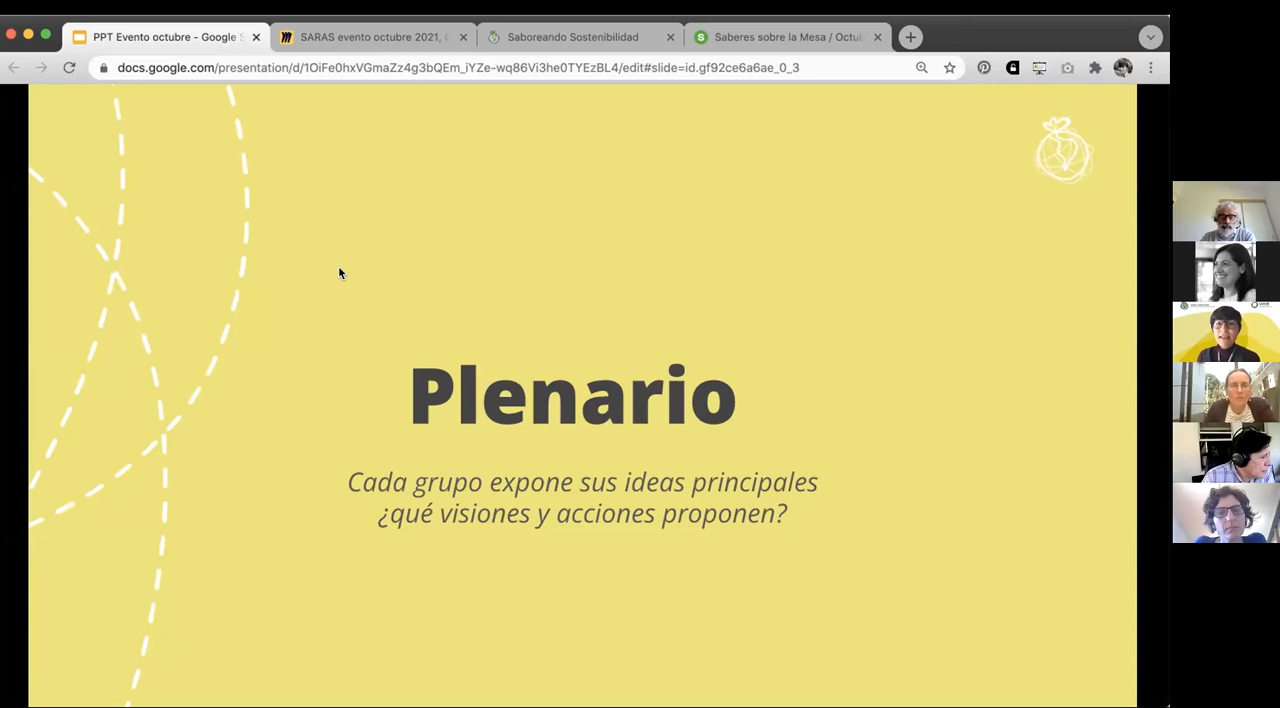 PPT Evento octubre - Google S
SARAS evento octubre 2021,
Saboreando Sostenibilidad
Saberes sobre la Mesa / Octu
docs.google.com/presentation/d/1OiFe0hxVGmaZz4g3bQEm_iYZe-wq86Vi3he0TYEzBL4/edit#slide=id.gf92ce6a6ae_0_3
Plenario
Cada grupo expone sus ideas principales
¿qué visiones y acciones proponen?